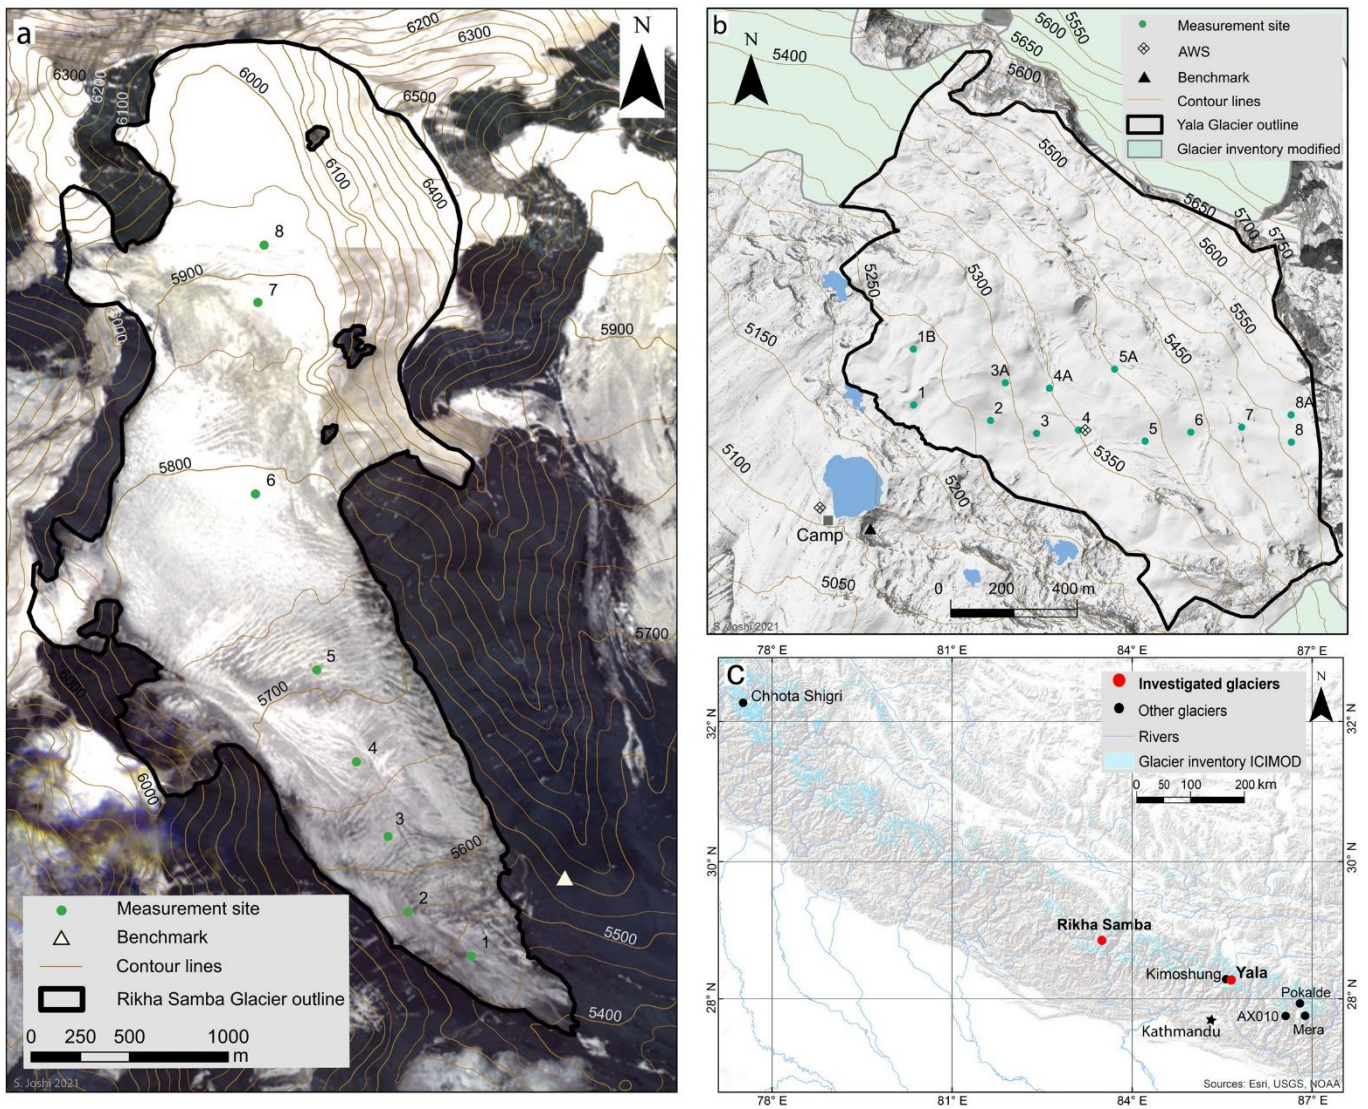 a
N
6200
6300
6300
6200
6100
6000
6500
6100
6400
8
5900
7
6000
5900
5800
6
5700
5
5700
6000
4
6000
3
5600
2
1
5500
5400
Measurement site
Benchmark
Contour lines
Rikha Samba Glacier outline
0 250 500 1000
m
S. Joshi 2021
b
N
5400
5600
5650
5550
5600
Measurement site
AWS
Benchmark
Contour lines
Yala Glacier outline
Glacier inventory modified
5500
5650
5700
5750
5600
5250
5300
5150
5550
5450
1B
3A
4A
5A
1
2
3
4
5
6
7
8A
8
5350
5100
5200
Camp
5050
0 200 400 m
S. Joshi 2021
78° E 81° E 84° E 87° E
C
Chhota Shigri
Investigated glaciers
Other glaciers
Rivers
Glacier inventory ICIMOD
0 50 100 200 km
N
32° N
32° N
30° N
30° N
Rikha Samba
Kimoshung
Yala
28° N
28° N
Pokalde
AX010
Mera
Kathmandu
Sources: Esri, USGS, NOAA
78° E 81° E 84° E 87° E